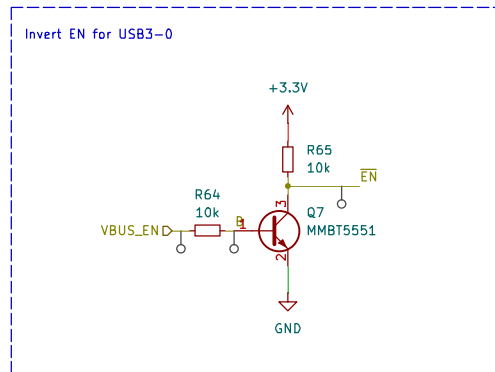 Invert EN for USB3-0
+3.3V
R65
10k
EN
R64
10k
3
Q7
B
1
VBUS_EN
MMBT5551
2
GND